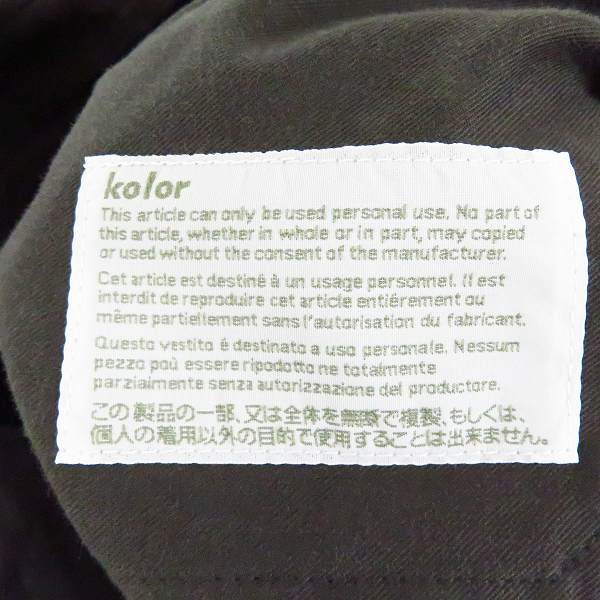 kolor
This article can only be used personal use. No part of
this article, whether in whole or in part, may copied
or used without the consent of the manufacturer.
Cet article est destiné à un usage personnel. Il est
interdit de reproduire cet article entiérement ou
même partiellement sans l'autorisation du fabricant.
Questo vestito é destinato a uso personale. Nessum
pezzo poù essere ripodotto ne totalmente
parzialmente senza autorizzazione del produttore.
この製品の一部、又は全体を無断で複製、もしくは、
個人の着用以外の目的で使用することは出来ません。